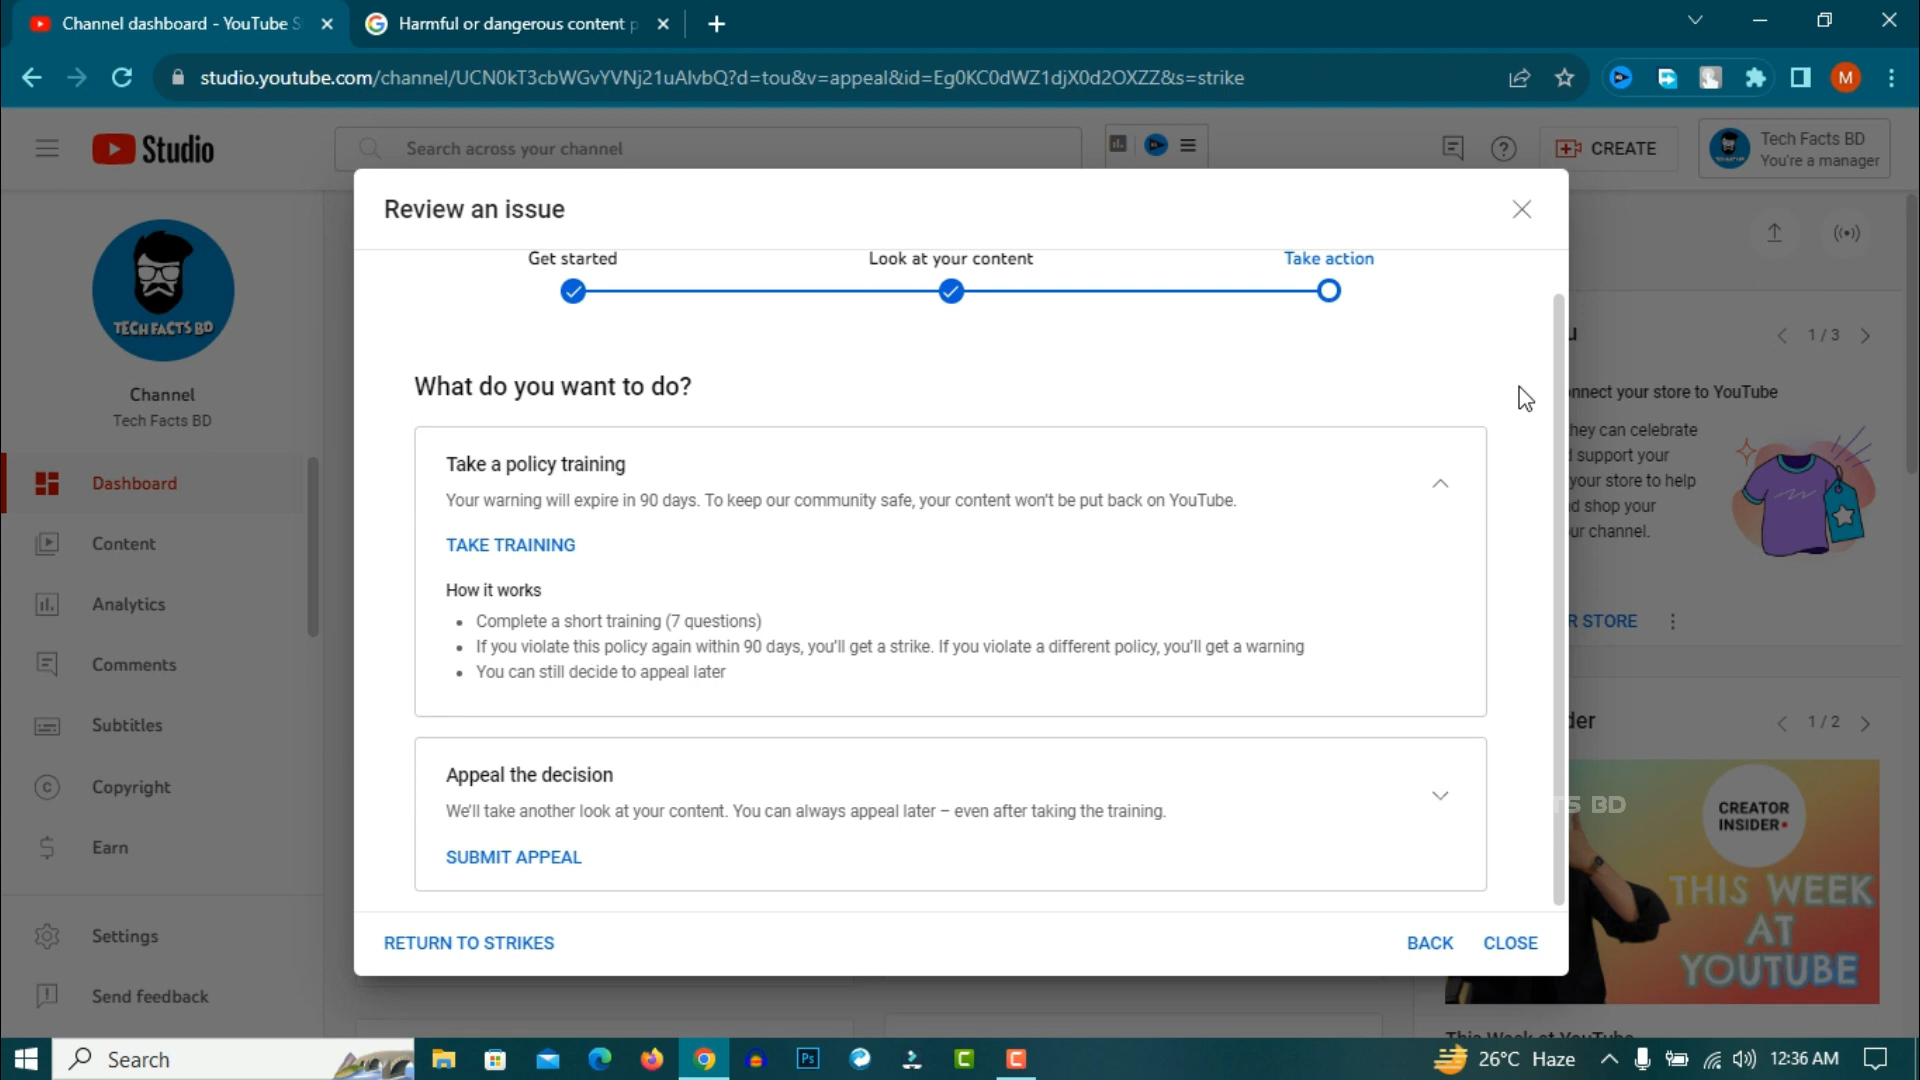 Channel dashboard - YouTube S
Harmful or dangerous content p
studio.youtube.com/channel/UCN0kT3cbWGvYVNj21uAlvbQ?d=tou&v=appeal&id=Eg0KC0dWZ1djX0d2OXZZ&s=strike
M
Studio
Search across your channel
CREATE
Tech Facts BD
You're a manager
Review an issue
Get started
Look at your content
Take action
TECH FACTS BD
Channel
Tech Facts BD
Dashboard
Content
Analytics
Comments
Subtitles
Copyright
Earn
Settings
Send feedback
What do you want to do?
Take a policy training
Your warning will expire in 90 days. To keep our community safe, your content won't be put back on YouTube.
TAKE TRAINING
How it works
• Complete a short training (7 questions)
• If you violate this policy again within 90 days, you'll get a strike. If you violate a different policy, you'll get a warning
• You can still decide to appeal later
Appeal the decision
We'll take another look at your content. You can always appeal later – even after taking the training.
SUBMIT APPEAL
RETURN TO STRIKES
BACK
CLOSE
1 / 3
nnect your store to YouTube
hey can celebrate
support your
your store to help
d shop your
ur channel.
R STORE
der
1 / 2
TS BD
CREATOR
INSIDER
THIS WEEK
AT
YOUTUBE
This Week at YouTube
Search
Ps
26°C Haze
12:36 AM